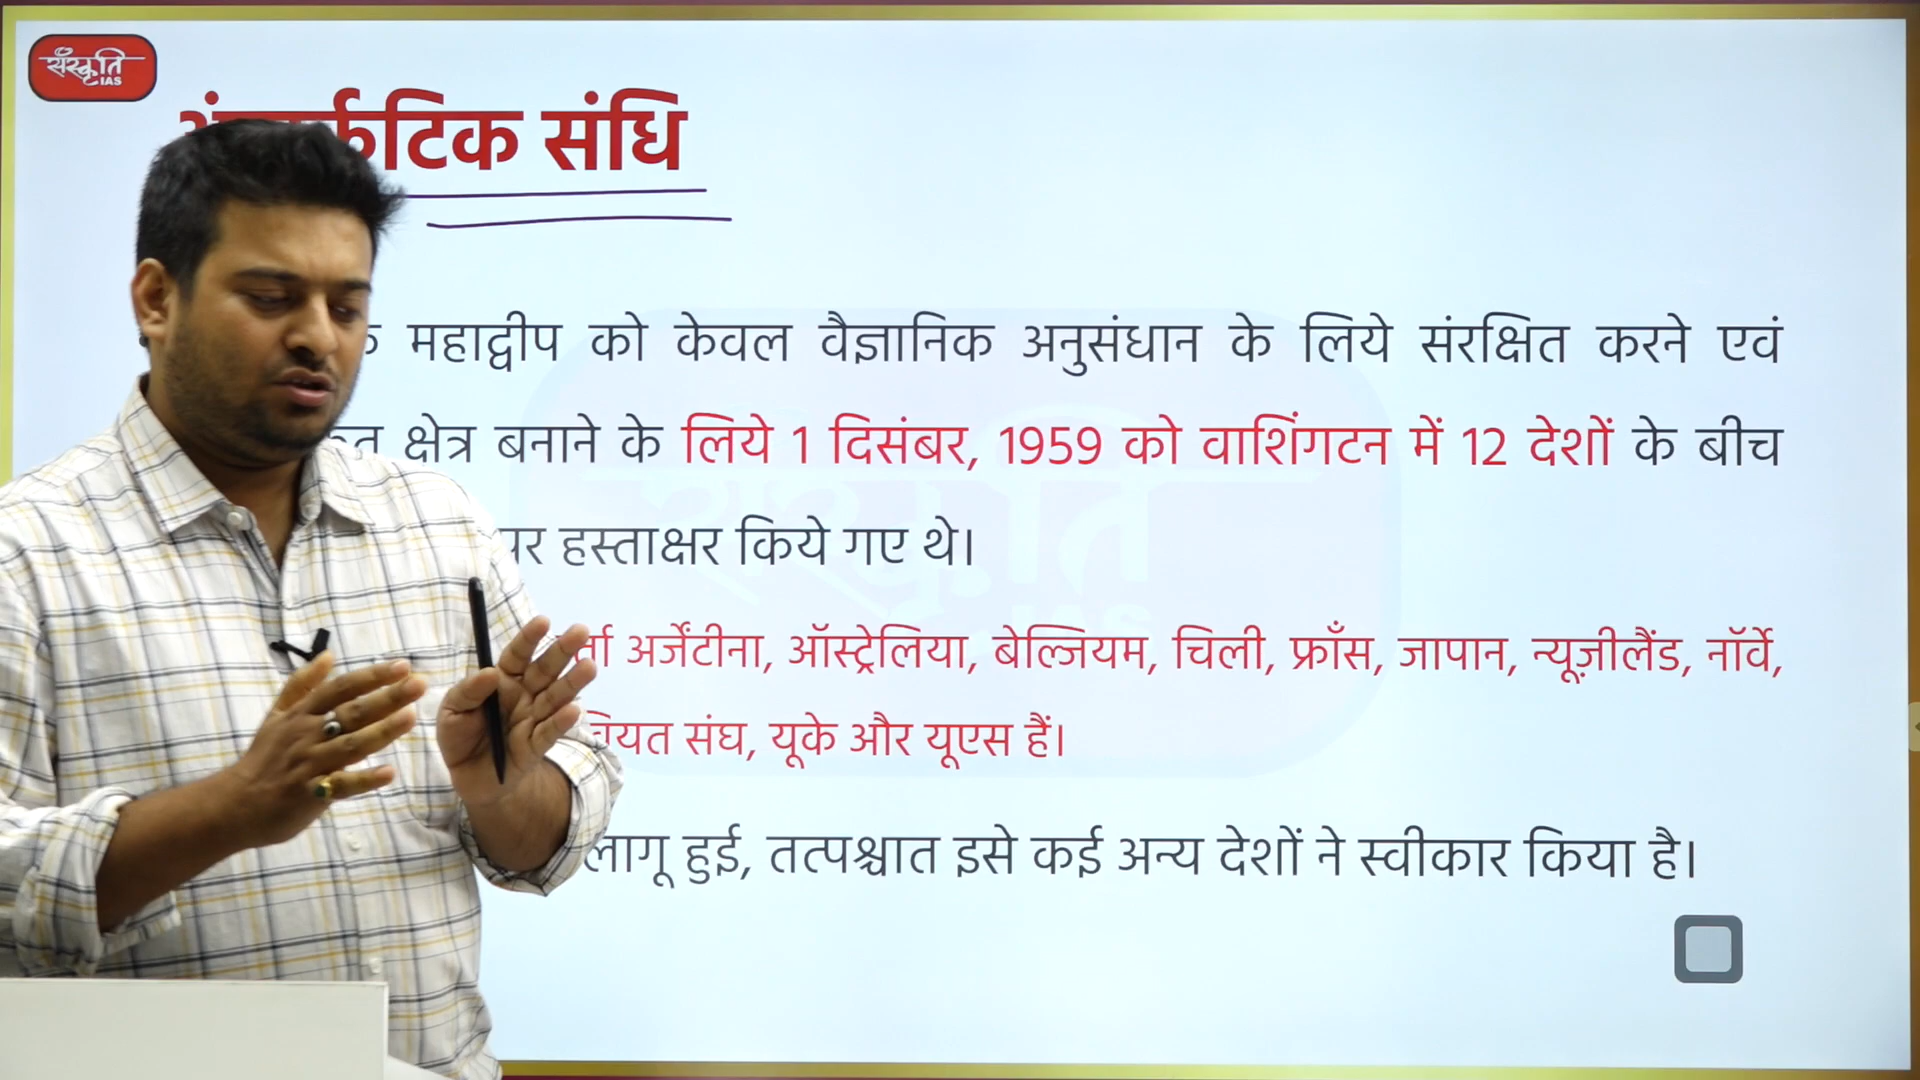 संस्कृति
IAS
संधि
महाद्वीप को केवल वैज्ञानिक अनुसंधान के लिये संरक्षित करने एवं
क्षेत्र बनाने के लिये 1 दिसंबर, 1959 को वाशिंगटन में 12 देशों के बीच
पर हस्ताक्षर किये गए थे।
अर्जेंटीना, ऑस्ट्रेलिया, बेल्जियम, चिली, फ्राँस, जापान, न्यूज़ीलैंड, नॉर्वे,
संघ, यूके और यूएस हैं।
लागू हुई, तत्पश्चात इसे कई अन्य देशों ने स्वीकार किया है।